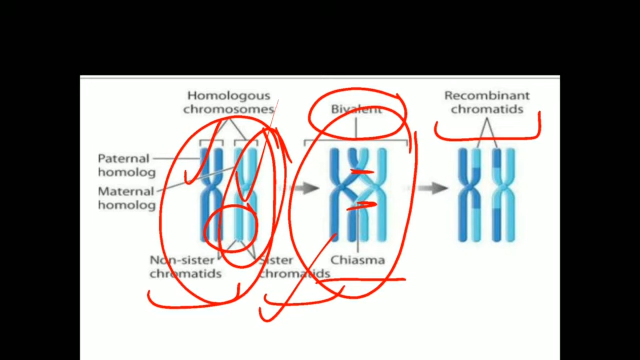 Homologous
chromosomes
Bivalent
Recombinant
chromatids
Paternal
homolog
Maternal
homolog
Non-sister
chromatids
Sister
chromatids
Chiasma